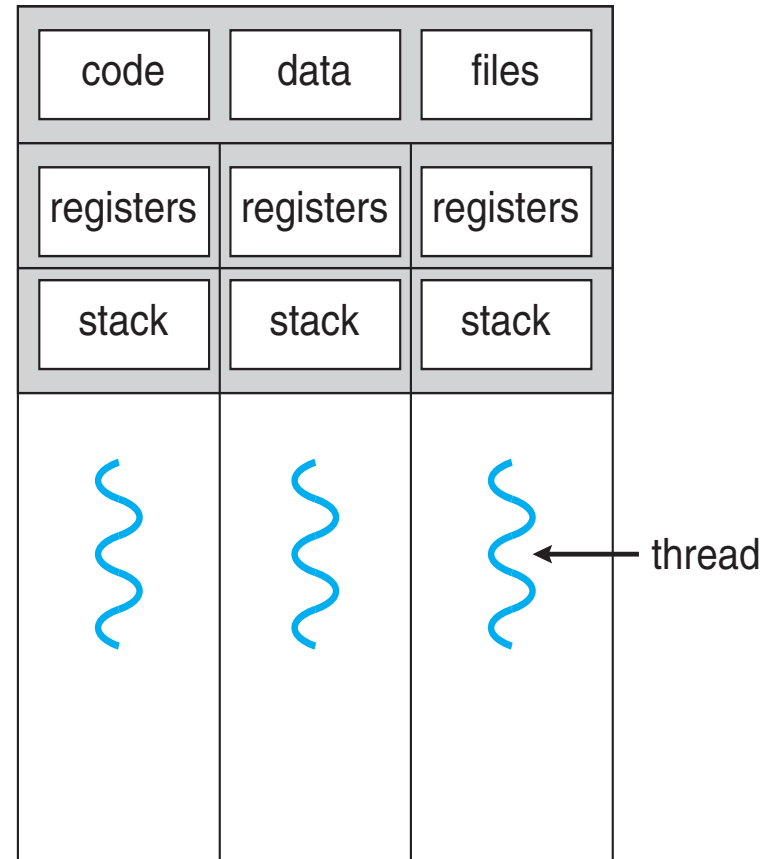 code data files
registers registers registers
stack stack stack
thread